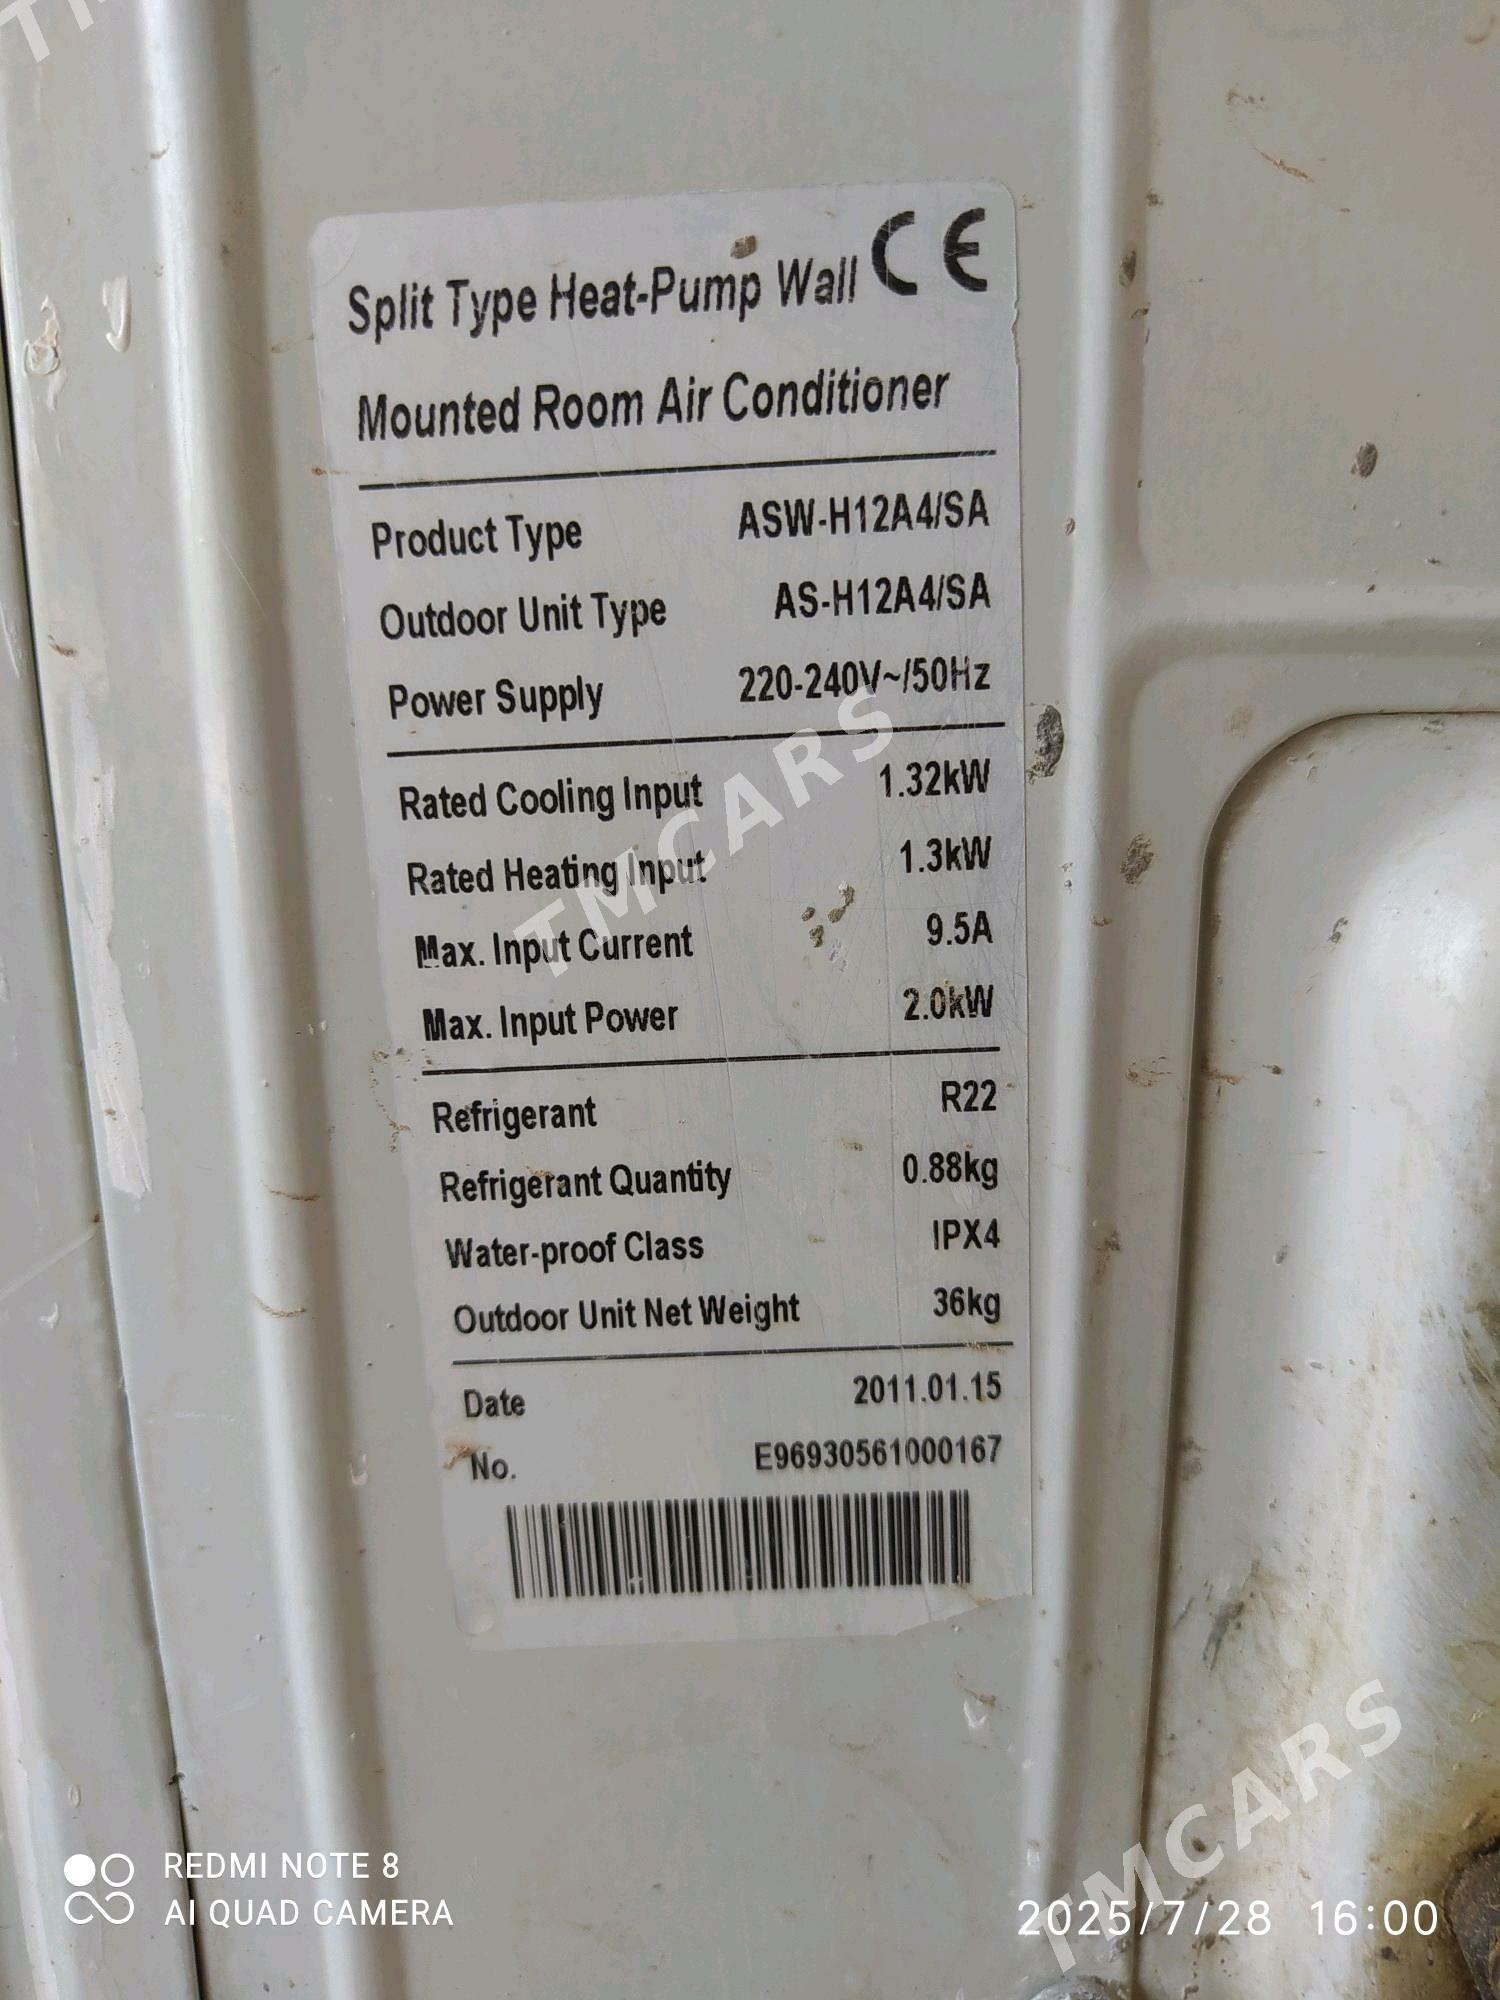 Split Type Heat-Pump Wall CE
Mounted Room Air Conditioner
Product Type ASW-H12A4/SA
Outdoor Unit Type AS-H12A4/SA
Power Supply 220-240V~/50Hz
Rated Cooling Input 1.32kW
Rated Heating Input 1.3kW
Max. Input Current 9.5A
Max. Input Power 2.0kW
Refrigerant R22
Refrigerant Quantity 0.88kg
Water-proof Class IPX4
Outdoor Unit Net Weight 36kg
Date 2011.01.15
No. E96930561000167
TMCARS
TMCARS
REDMI NOTE 8
AI QUAD CAMERA
2025/7/28 16:00